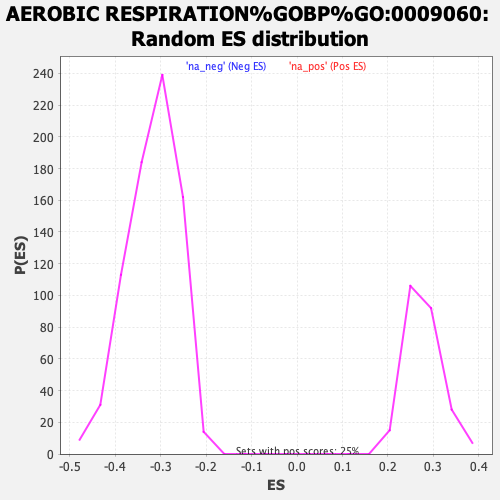 AEROBIC RESPIRATION%GOBP%GO:0009060:
Random ES distribution
'na_neg' (Neg ES) 'na_pos' (Pos ES)
240
220
200
180
160
140
120
100
80
60
40
20
0
P(ES)
Sets with pos scores: 25%
-0.5 -0.4 -0.3 -0.2 -0.1 0.0 0.1 0.2 0.3 0.4
ES